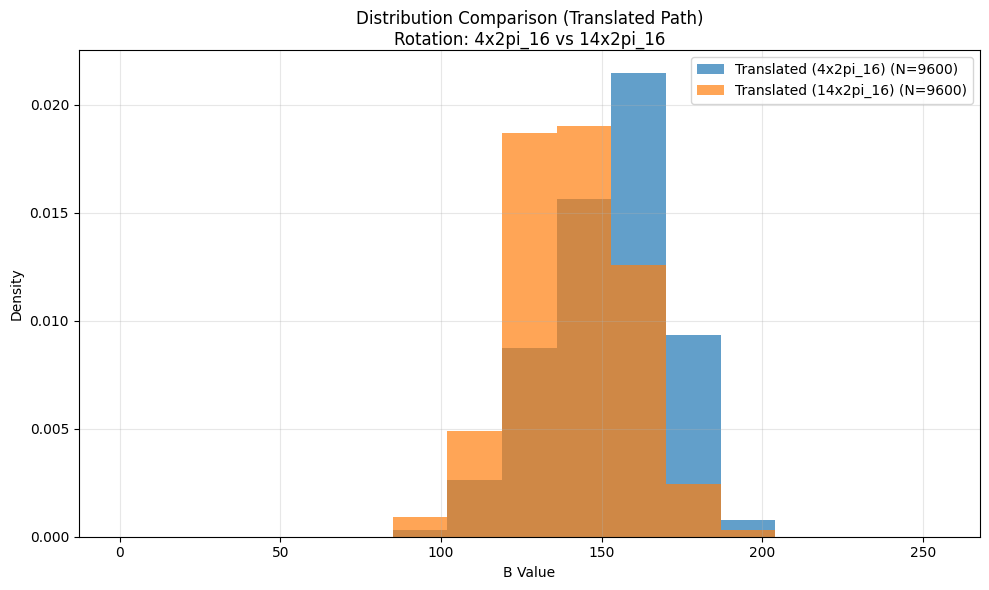 Distribution Comparison (Translated Path)
Rotation: 4x2pi_16 vs 14x2pi_16
Translated (4x2pi_16) (N=9600)
Translated (14x2pi_16) (N=9600)
0.020
0.015
0.010
0.005
0.000
Density
0 50 100 150 200 250
B Value